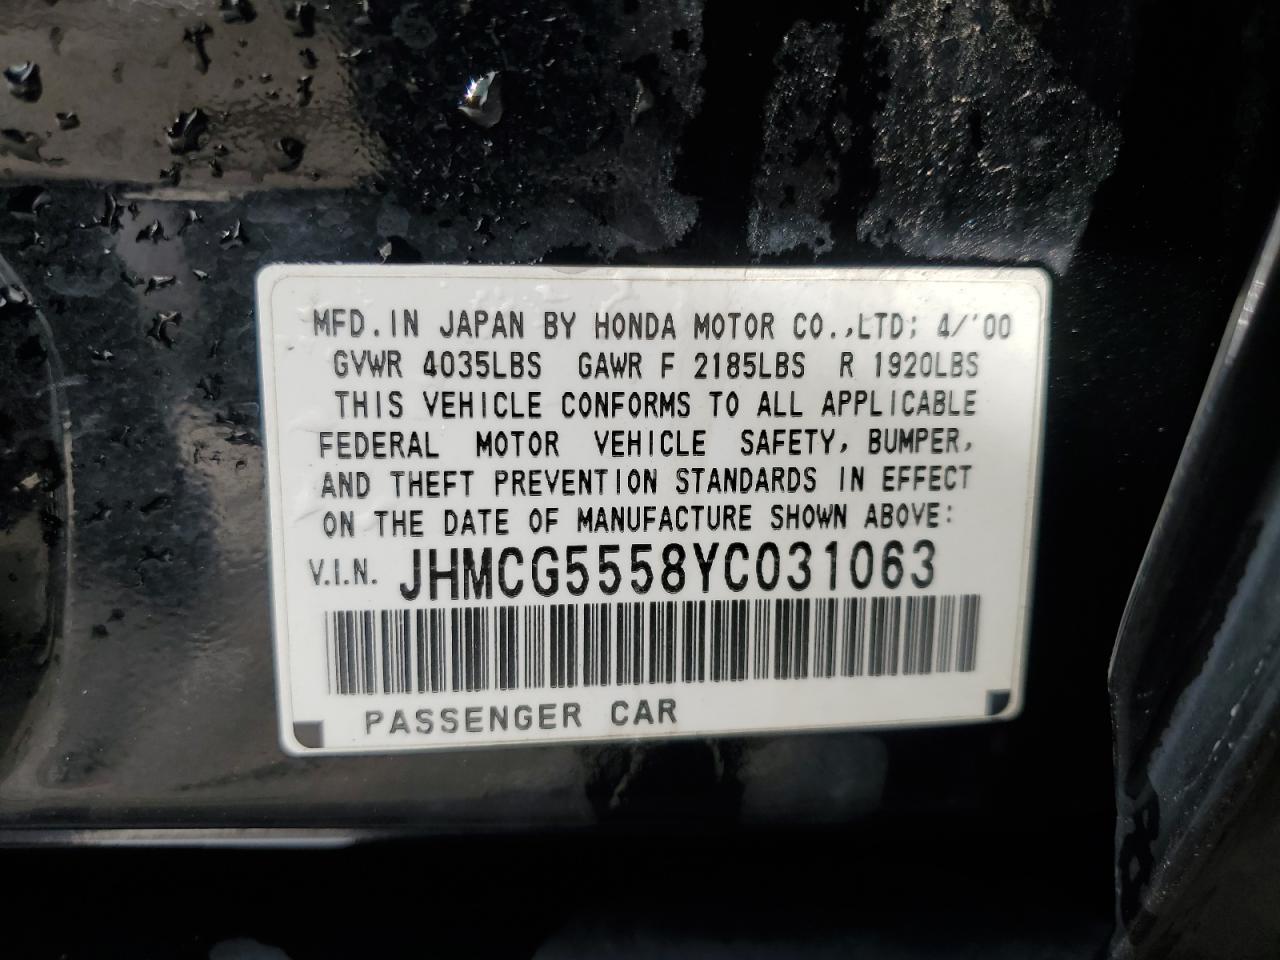 MFD.IN JAPAN BY HONDA MOTOR CO.,LTD; 4/'00
GVWR 4035LBS GAWR F 2185LBS R 1920LBS
THIS VEHICLE CONFORMS TO ALL APPLICABLE
FEDERAL MOTOR VEHICLE SAFETY, BUMPER,
AND THEFT PREVENTION STANDARDS IN EFFECT
ON THE DATE OF MANUFACTURE SHOWN ABOVE:
V.I.N. JHMCG5558YC031063
PASSENGER CAR